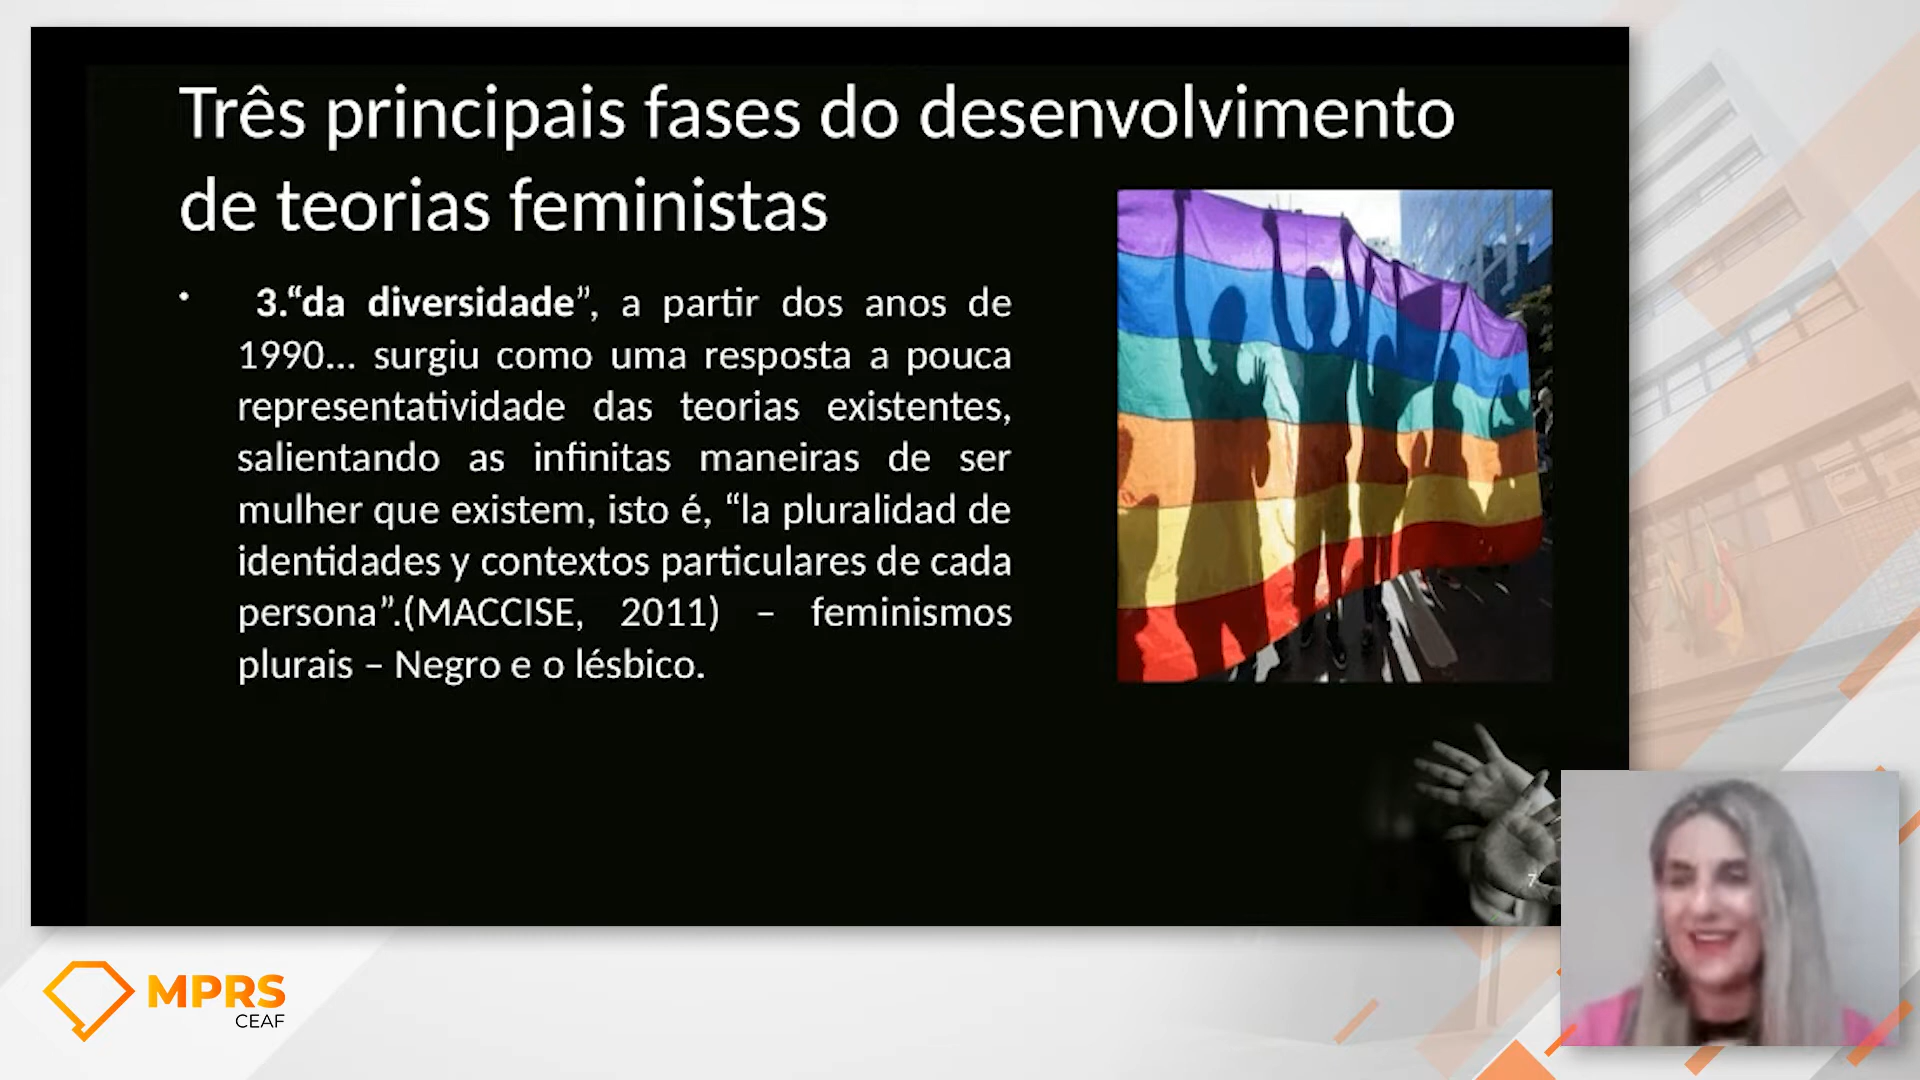 Três principais fases do desenvolvimento
de teorias feministas
• 3.“da diversidade”, a partir dos anos de
1990... surgiu como uma resposta a pouca
representatividade das teorias existentes,
salientando as infinitas maneiras de ser
mulher que existem, isto é, “la pluralidad de
identidades y contextos particulares de cada
persona”.(MACCISE, 2011) – feminismos
plurais – Negro e o lésbico.
7
MPRS
CEAF